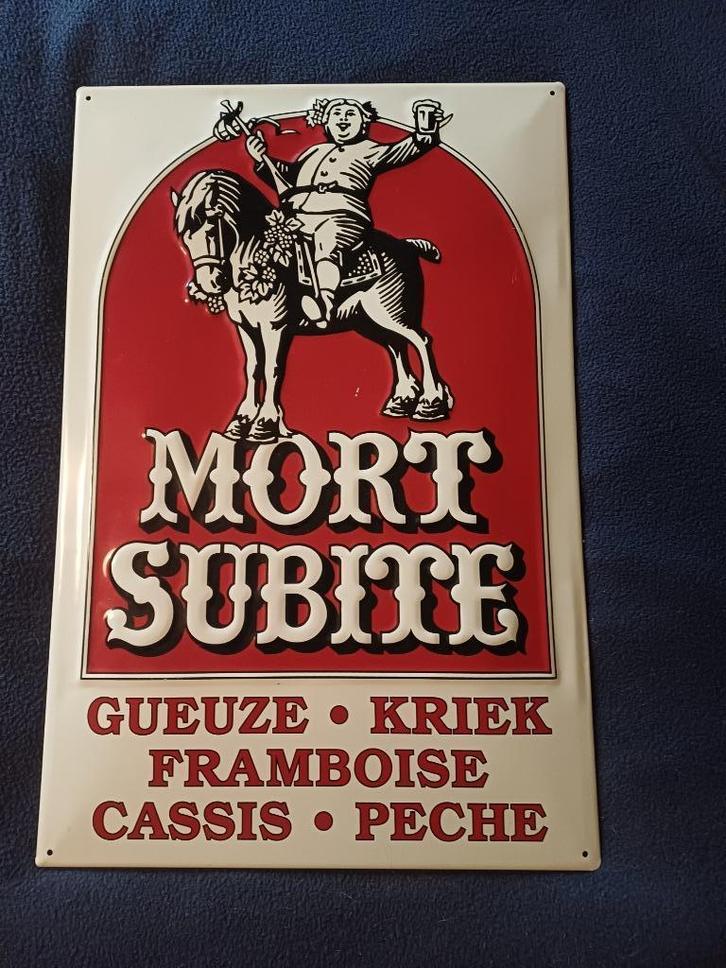 MORT
SUBITE
GUEUZE • KRIEK
FRAMBOISE
CASSIS • PECHE